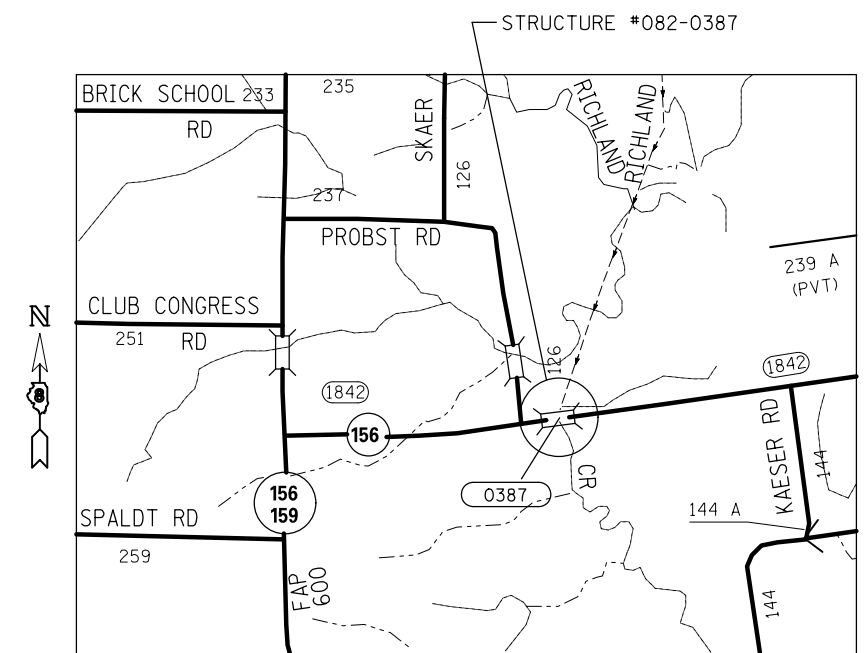 STRUCTURE #082-0387
BRICK SCHOOL
RD
233
235
SKAER
126
RICHLAND
RICHLAND
237
PROBST RD
239 A
(PVT)
N
8
CLUB CONGRESS
RD
251
126
1842
1842
156
KAESER RD
144
0387
CR
156
159
144 A
SPALDT RD
259
FAP
600
144